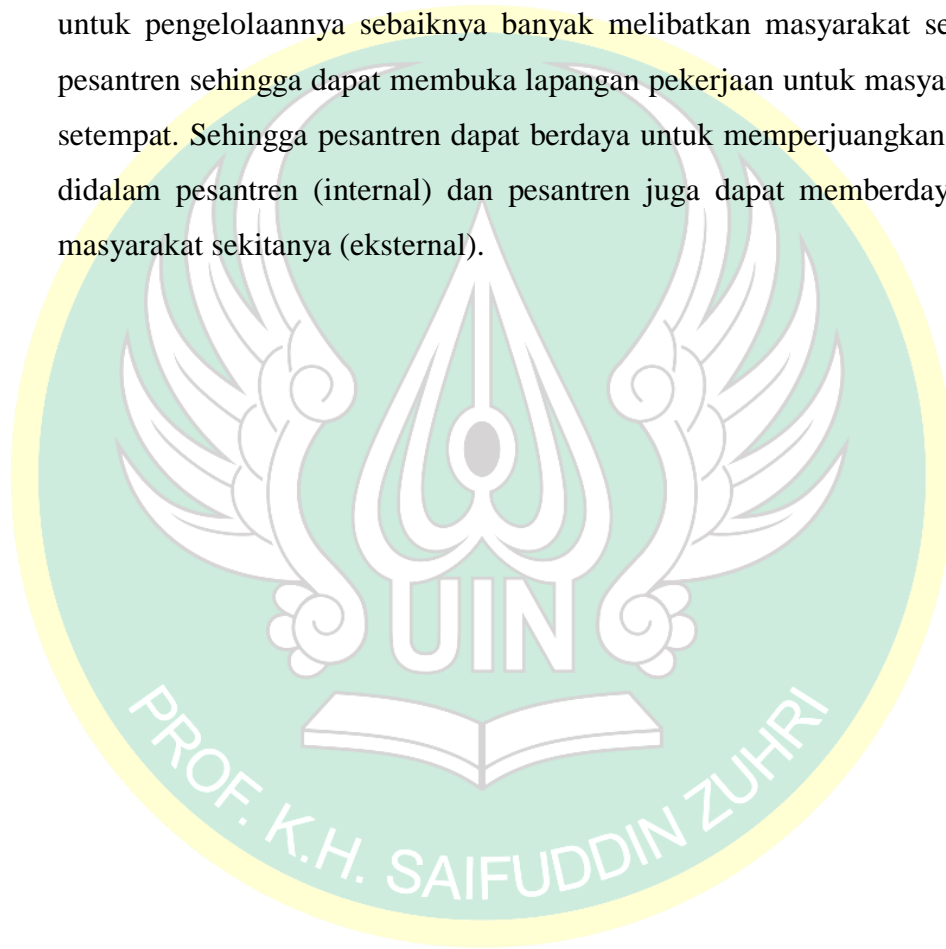 untuk pengelolaannya sebaiknya banyak melibatkan masyarakat se
pesantren sehingga dapat membuka lapangan pekerjaan untuk masya
setempat. Sehingga pesantren dapat berdaya untuk memperjuangkan
didalam pesantren (internal) dan pesantren juga dapat memberday
masyarakat sekitanya (eksternal).
UIN
PROF. K.H. SAIFUDDIN ZUHRI